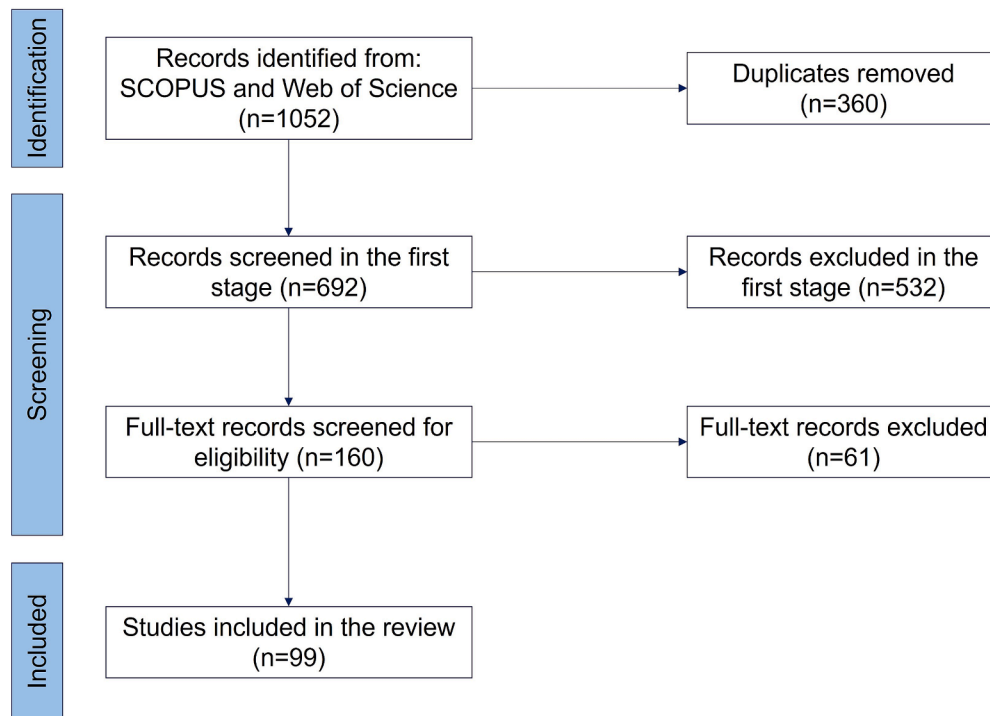 Identification
Records identified from:
SCOPUS and Web of Science
(n=1052)
Duplicates removed
(n=360)
Screening
Records screened in the first
stage (n=692)
Records excluded in the
first stage (n=532)
Full-text records screened for
eligibility (n=160)
Full-text records excluded
(n=61)
Included
Studies included in the review
(n=99)